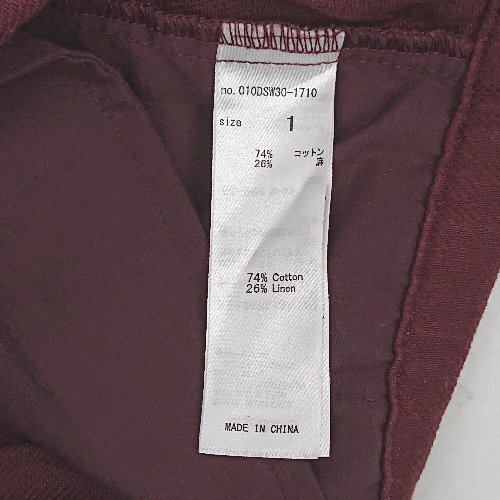 no. 010DSW30-1710
size 1
74% コットン
26% 麻
74% Cotton
26% Linen
MADE IN CHINA